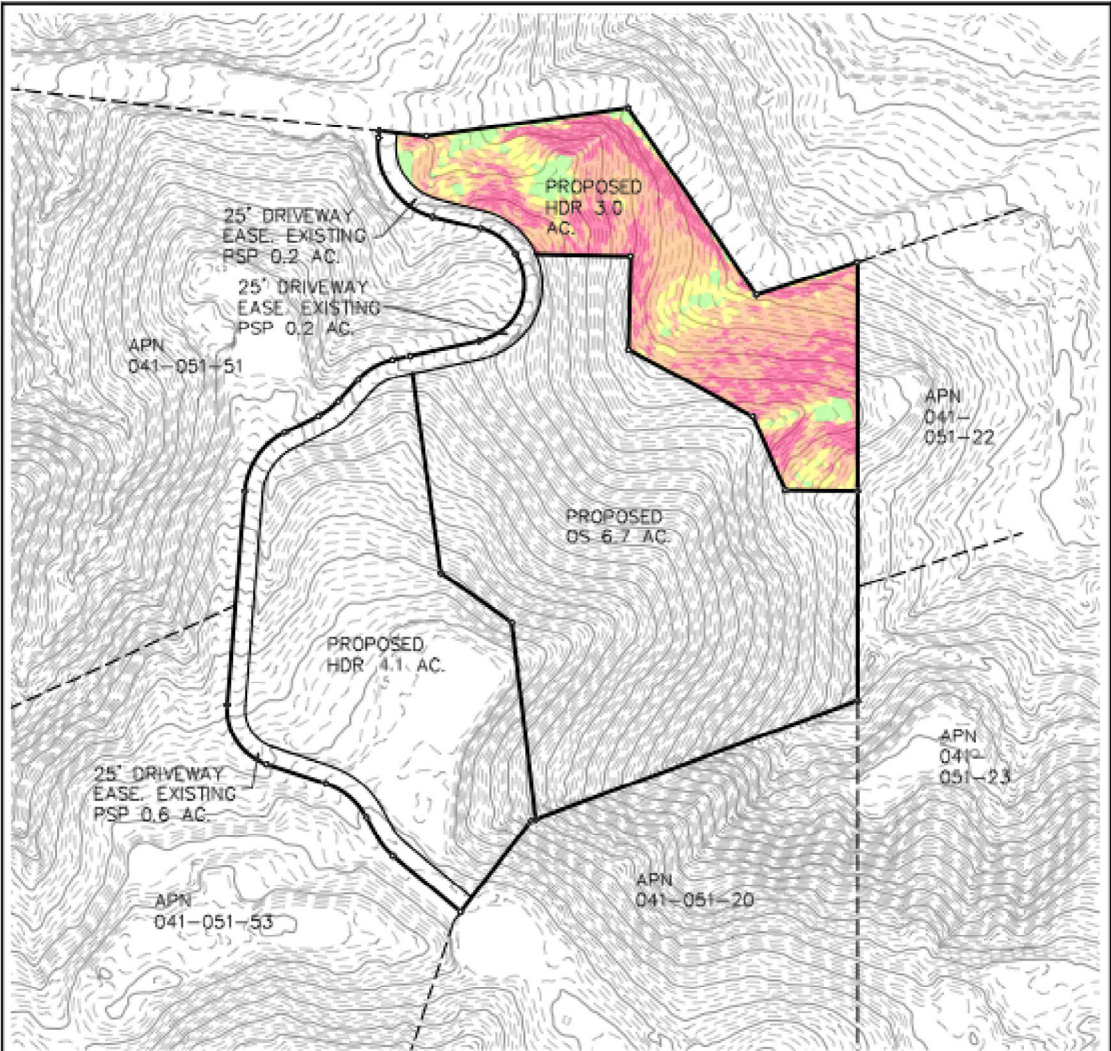 PROPOSED
HDR 3.0
AC.
25' DRIVEWAY
EASE. EXISTING
PSP 0.2 AC.
25' DRIVEWAY
EASE. EXISTING
PSP 0.2 AC.
APN
041-051-51
APN
041-
051-22
PROPOSED
OS 6.7 AC.
PROPOSED
HDR 4.1 AC.
APN
041-
051-23
25' DRIVEWAY
EASE. EXISTING
PSP 0.6 AC.
APN
041-051-20
APN
041-051-53